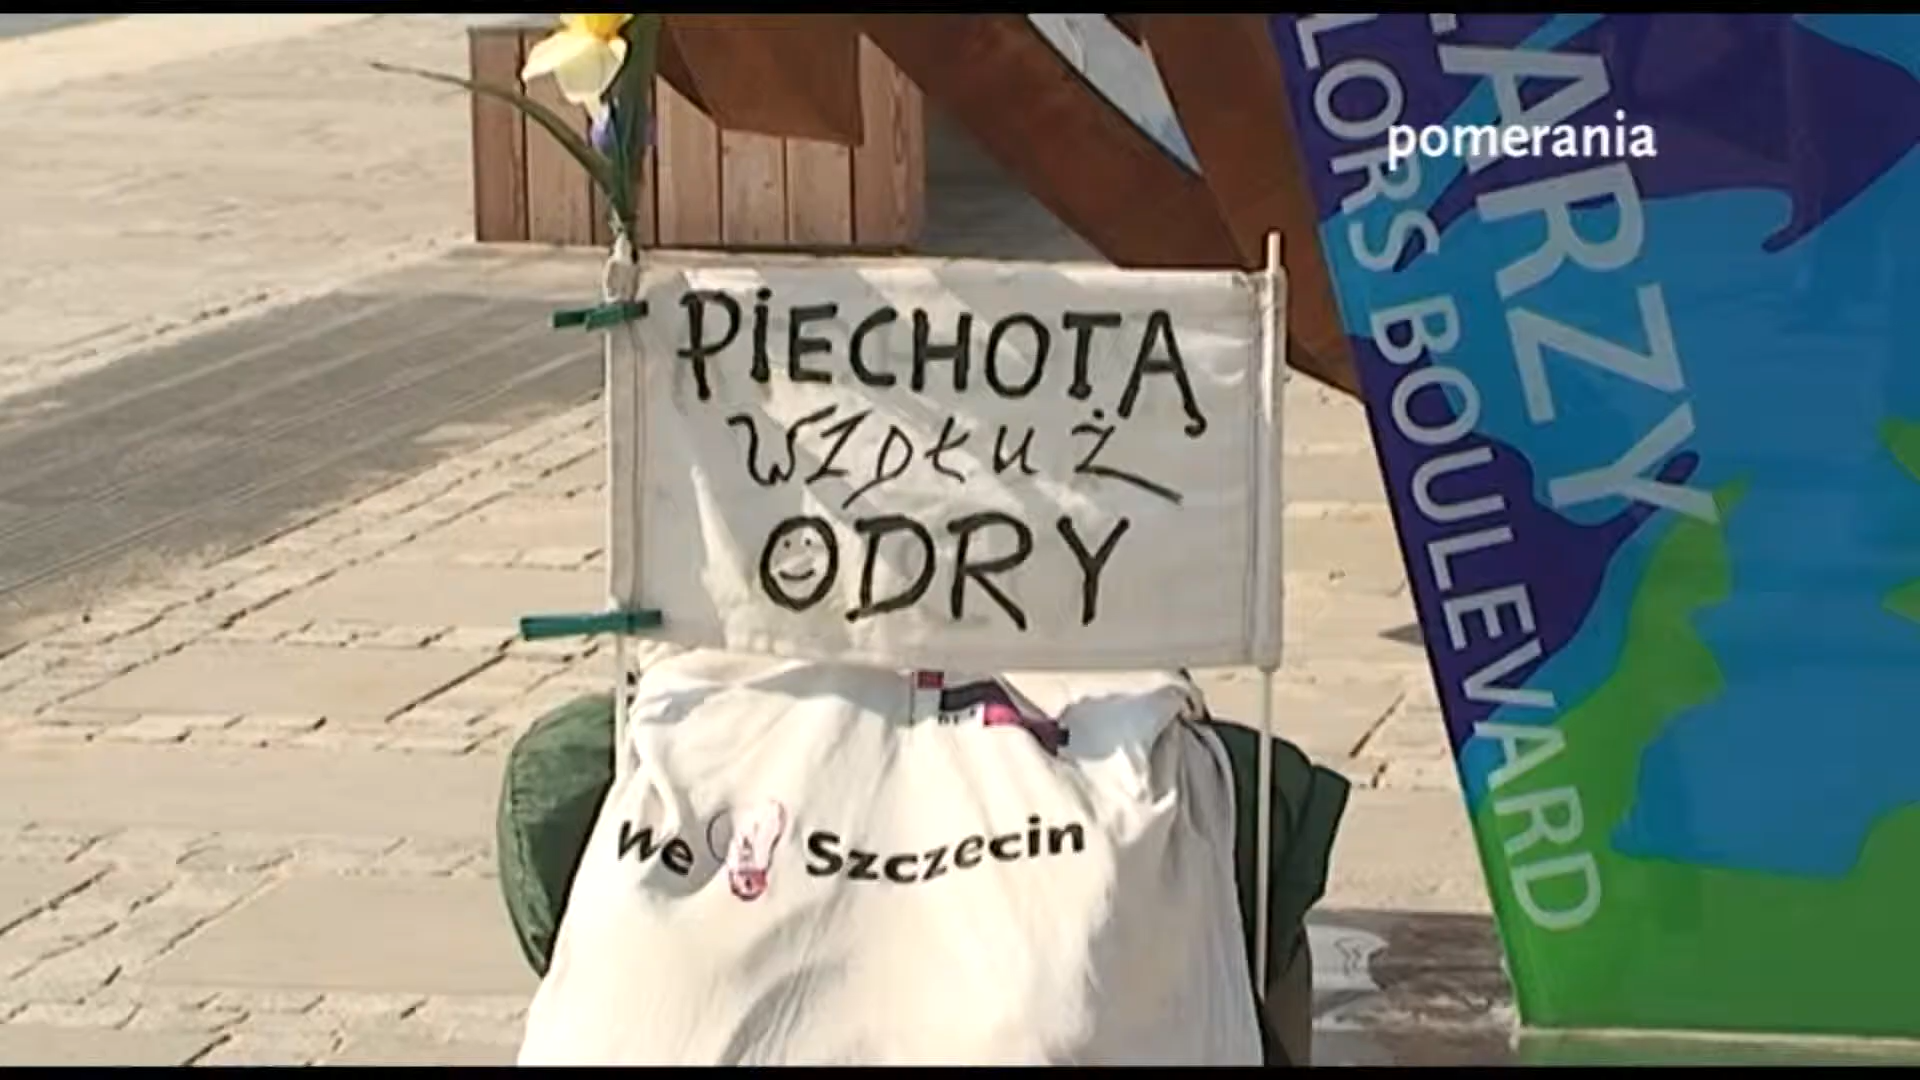 pomerania
PIECHOTĄ
WZDŁUŻ
ODRY
We Szczecin
ARZY
LORS BOULEVARD